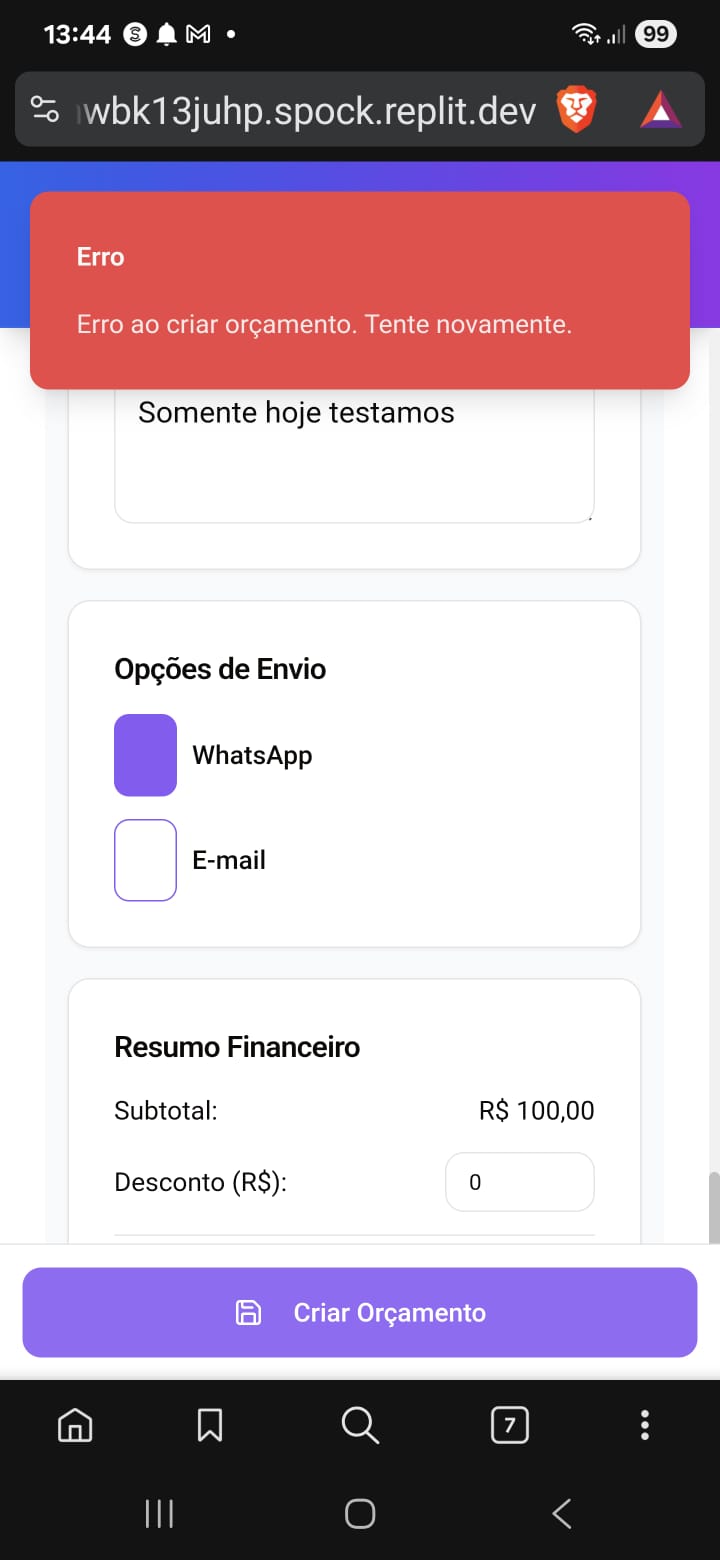 13:44
99
wbk13juhp.spock.replit.dev
Erro
Erro ao criar orçamento. Tente novamente.
Somente hoje testamos
Opções de Envio
WhatsApp
E-mail
Resumo Financeiro
Subtotal: R$ 100,00
Desconto (R$): 0
Criar Orçamento
7